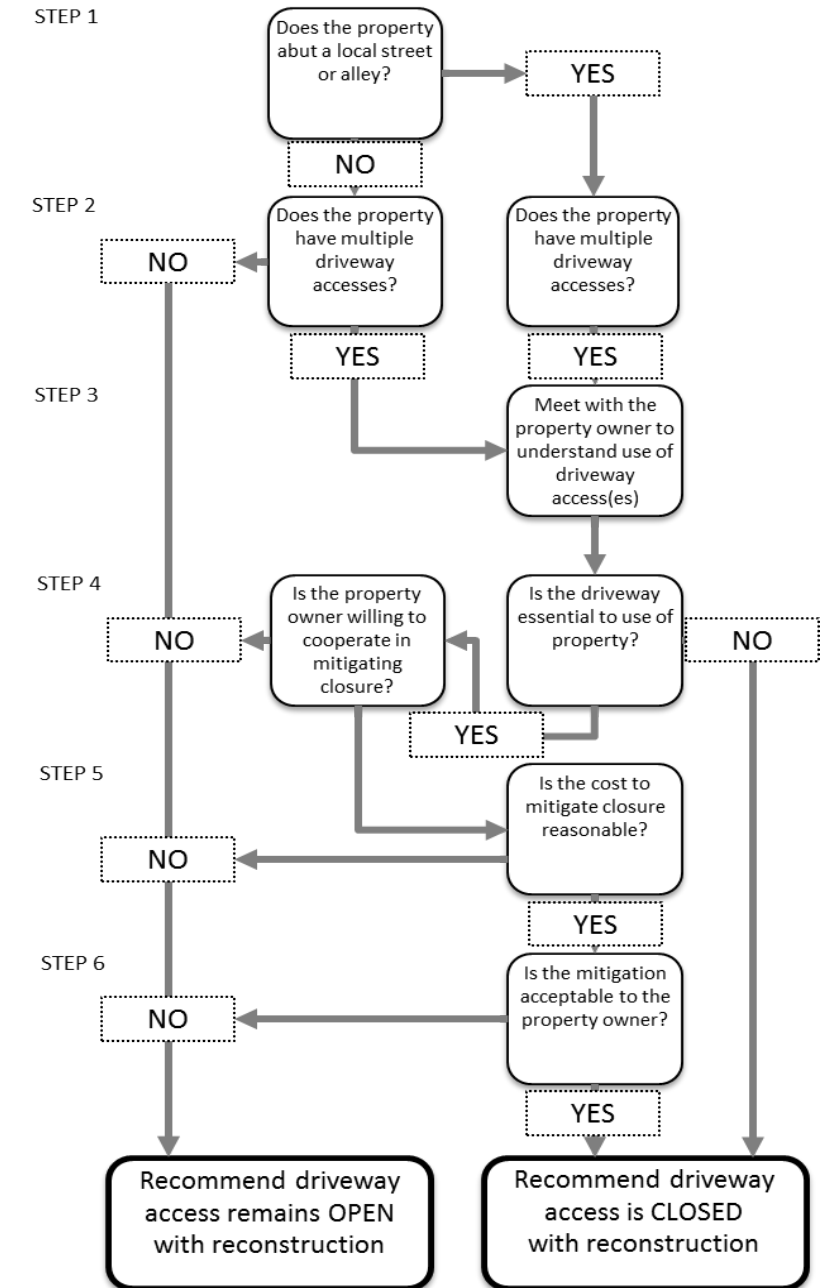 STEP 1
Does the property
abut a local street
or alley?
YES
NO
STEP 2
Does the property
have multiple
driveway
accesses?
Does the property
have multiple
driveway
accesses?
NO
YES
YES
STEP 3
Meet with the
property owner to
understand use of
driveway
access(es)
STEP 4
Is the property
owner willing to
cooperate in
mitigating
closure?
Is the driveway
essential to use of
property?
NO
NO
YES
STEP 5
Is the cost to
mitigate closure
reasonable?
NO
YES
STEP 6
Is the mitigation
acceptable to the
property owner?
NO
YES
Recommend driveway
access remains OPEN
with reconstruction
Recommend driveway
access is CLOSED
with reconstruction